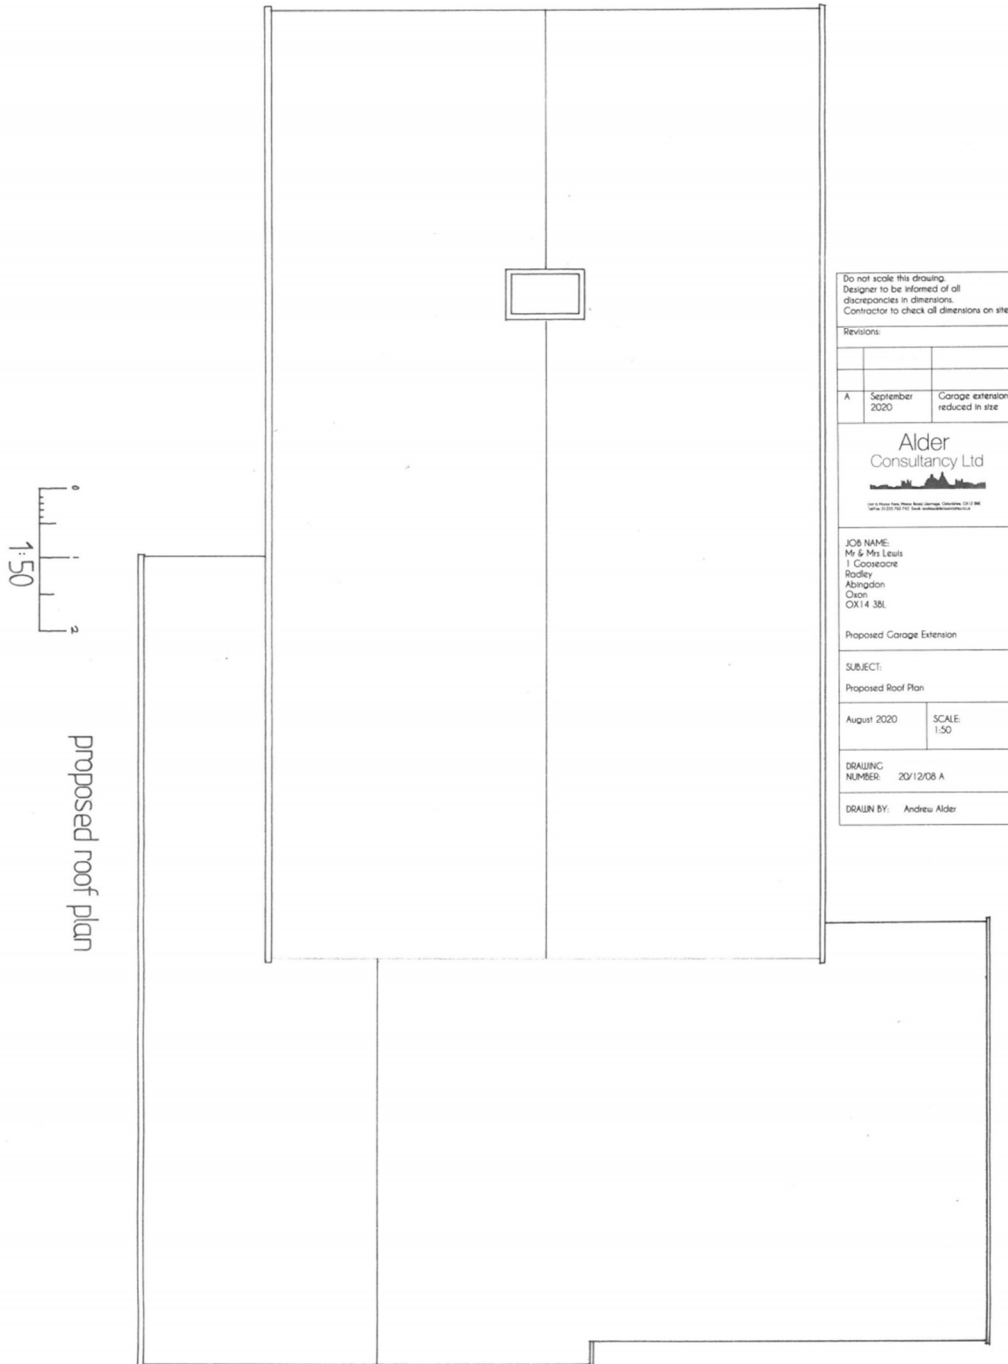 Do not scale this drawing.
Designer to be informed of all
discrepancies in dimensions.
Contractor to check all dimensions on site
Revisions:
A September 2020 Garage extension reduced in size
Alder
Consultancy Ltd
JOB NAME:
Mr & Mrs Lewis
1 Gooseacre
Radley
Abingdon
Oxon
OX14 3BL
Proposed Garage Extension
SUBJECT:
Proposed Roof Plan
August 2020
SCALE:
1:50
DRAWING
NUMBER: 20/12/08 A
DRAWN BY: Andrew Alder
0
1
2
1:50
proposed roof plan